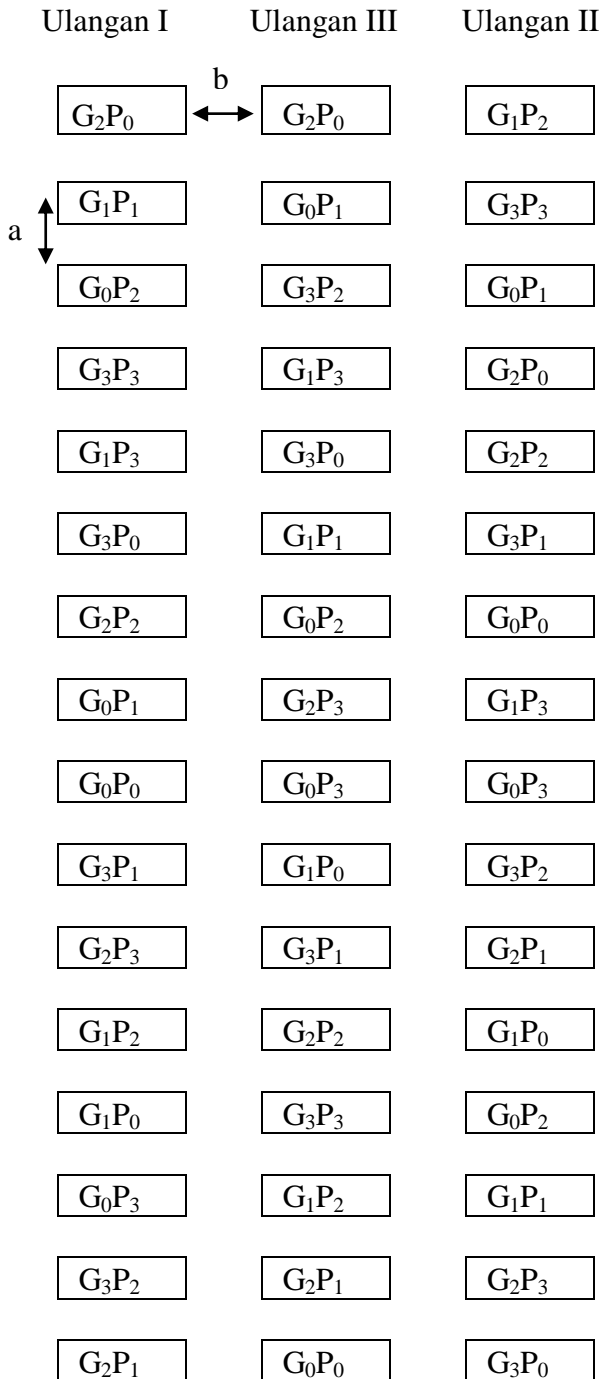 Ulangan I Ulangan III Ulangan II
b
G₂P₀ G₂P₀ G₁P₂
G₁P₁ G₀P₁ G₃P₃
a
G₀P₂ G₃P₂ G₀P₁
G₃P₃ G₁P₃ G₂P₀
G₁P₃ G₃P₀ G₂P₂
G₃P₀ G₁P₁ G₃P₁
G₂P₂ G₀P₂ G₀P₀
G₀P₁ G₂P₃ G₁P₃
G₀P₀ G₀P₃ G₀P₃
G₃P₁ G₁P₀ G₃P₂
G₂P₃ G₃P₁ G₂P₁
G₁P₂ G₂P₂ G₁P₀
G₁P₀ G₃P₃ G₀P₂
G₀P₃ G₁P₂ G₁P₁
G₃P₂ G₂P₁ G₂P₃
G₂P₁ G₀P₀ G₃P₀